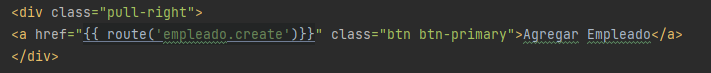 <div class="pull-right">
<a href="{{ route('empleado.create')}}" class="btn btn-primary">Agregar Empleado</a>
</div>